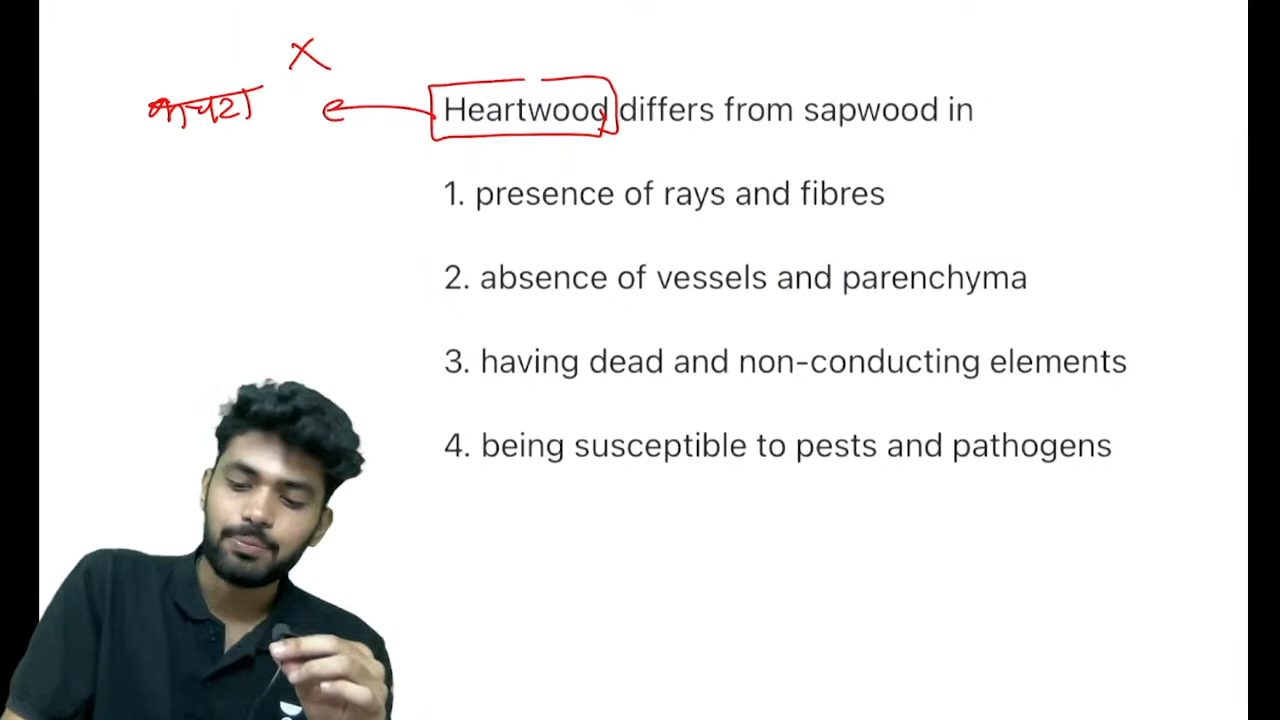 X
कचरा
Heartwood differs from sapwood in
1. presence of rays and fibres
2. absence of vessels and parenchyma
3. having dead and non-conducting elements
4. being susceptible to pests and pathogens